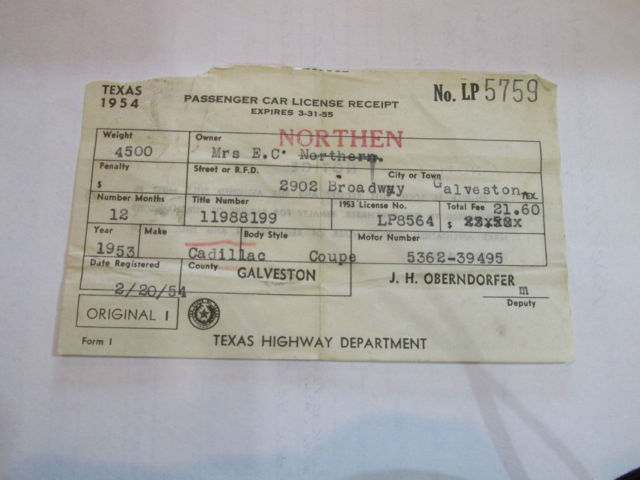 TEXAS
1954
PASSENGER CAR LICENSE RECEIPT
EXPIRES 3-31-55
No. LP 5759
NORTHEN
Weight Owner
4500 Mrs E.C. Northern.
Penalty Street or R.F.D. City or Town
$ 2902 Broadway Galveston, TEX.
Number Months Title Number 1953 License No. Total Fee 21.60
12 11988199 LP8564 $
Year Make Body Style Motor Number
1953 Cadillac Coupe 5362-39495
Date Registered County GALVESTON J. H. OBERNDORFER
2/20/54 m
Deputy
ORIGINAL 1
Form 1 TEXAS HIGHWAY DEPARTMENT